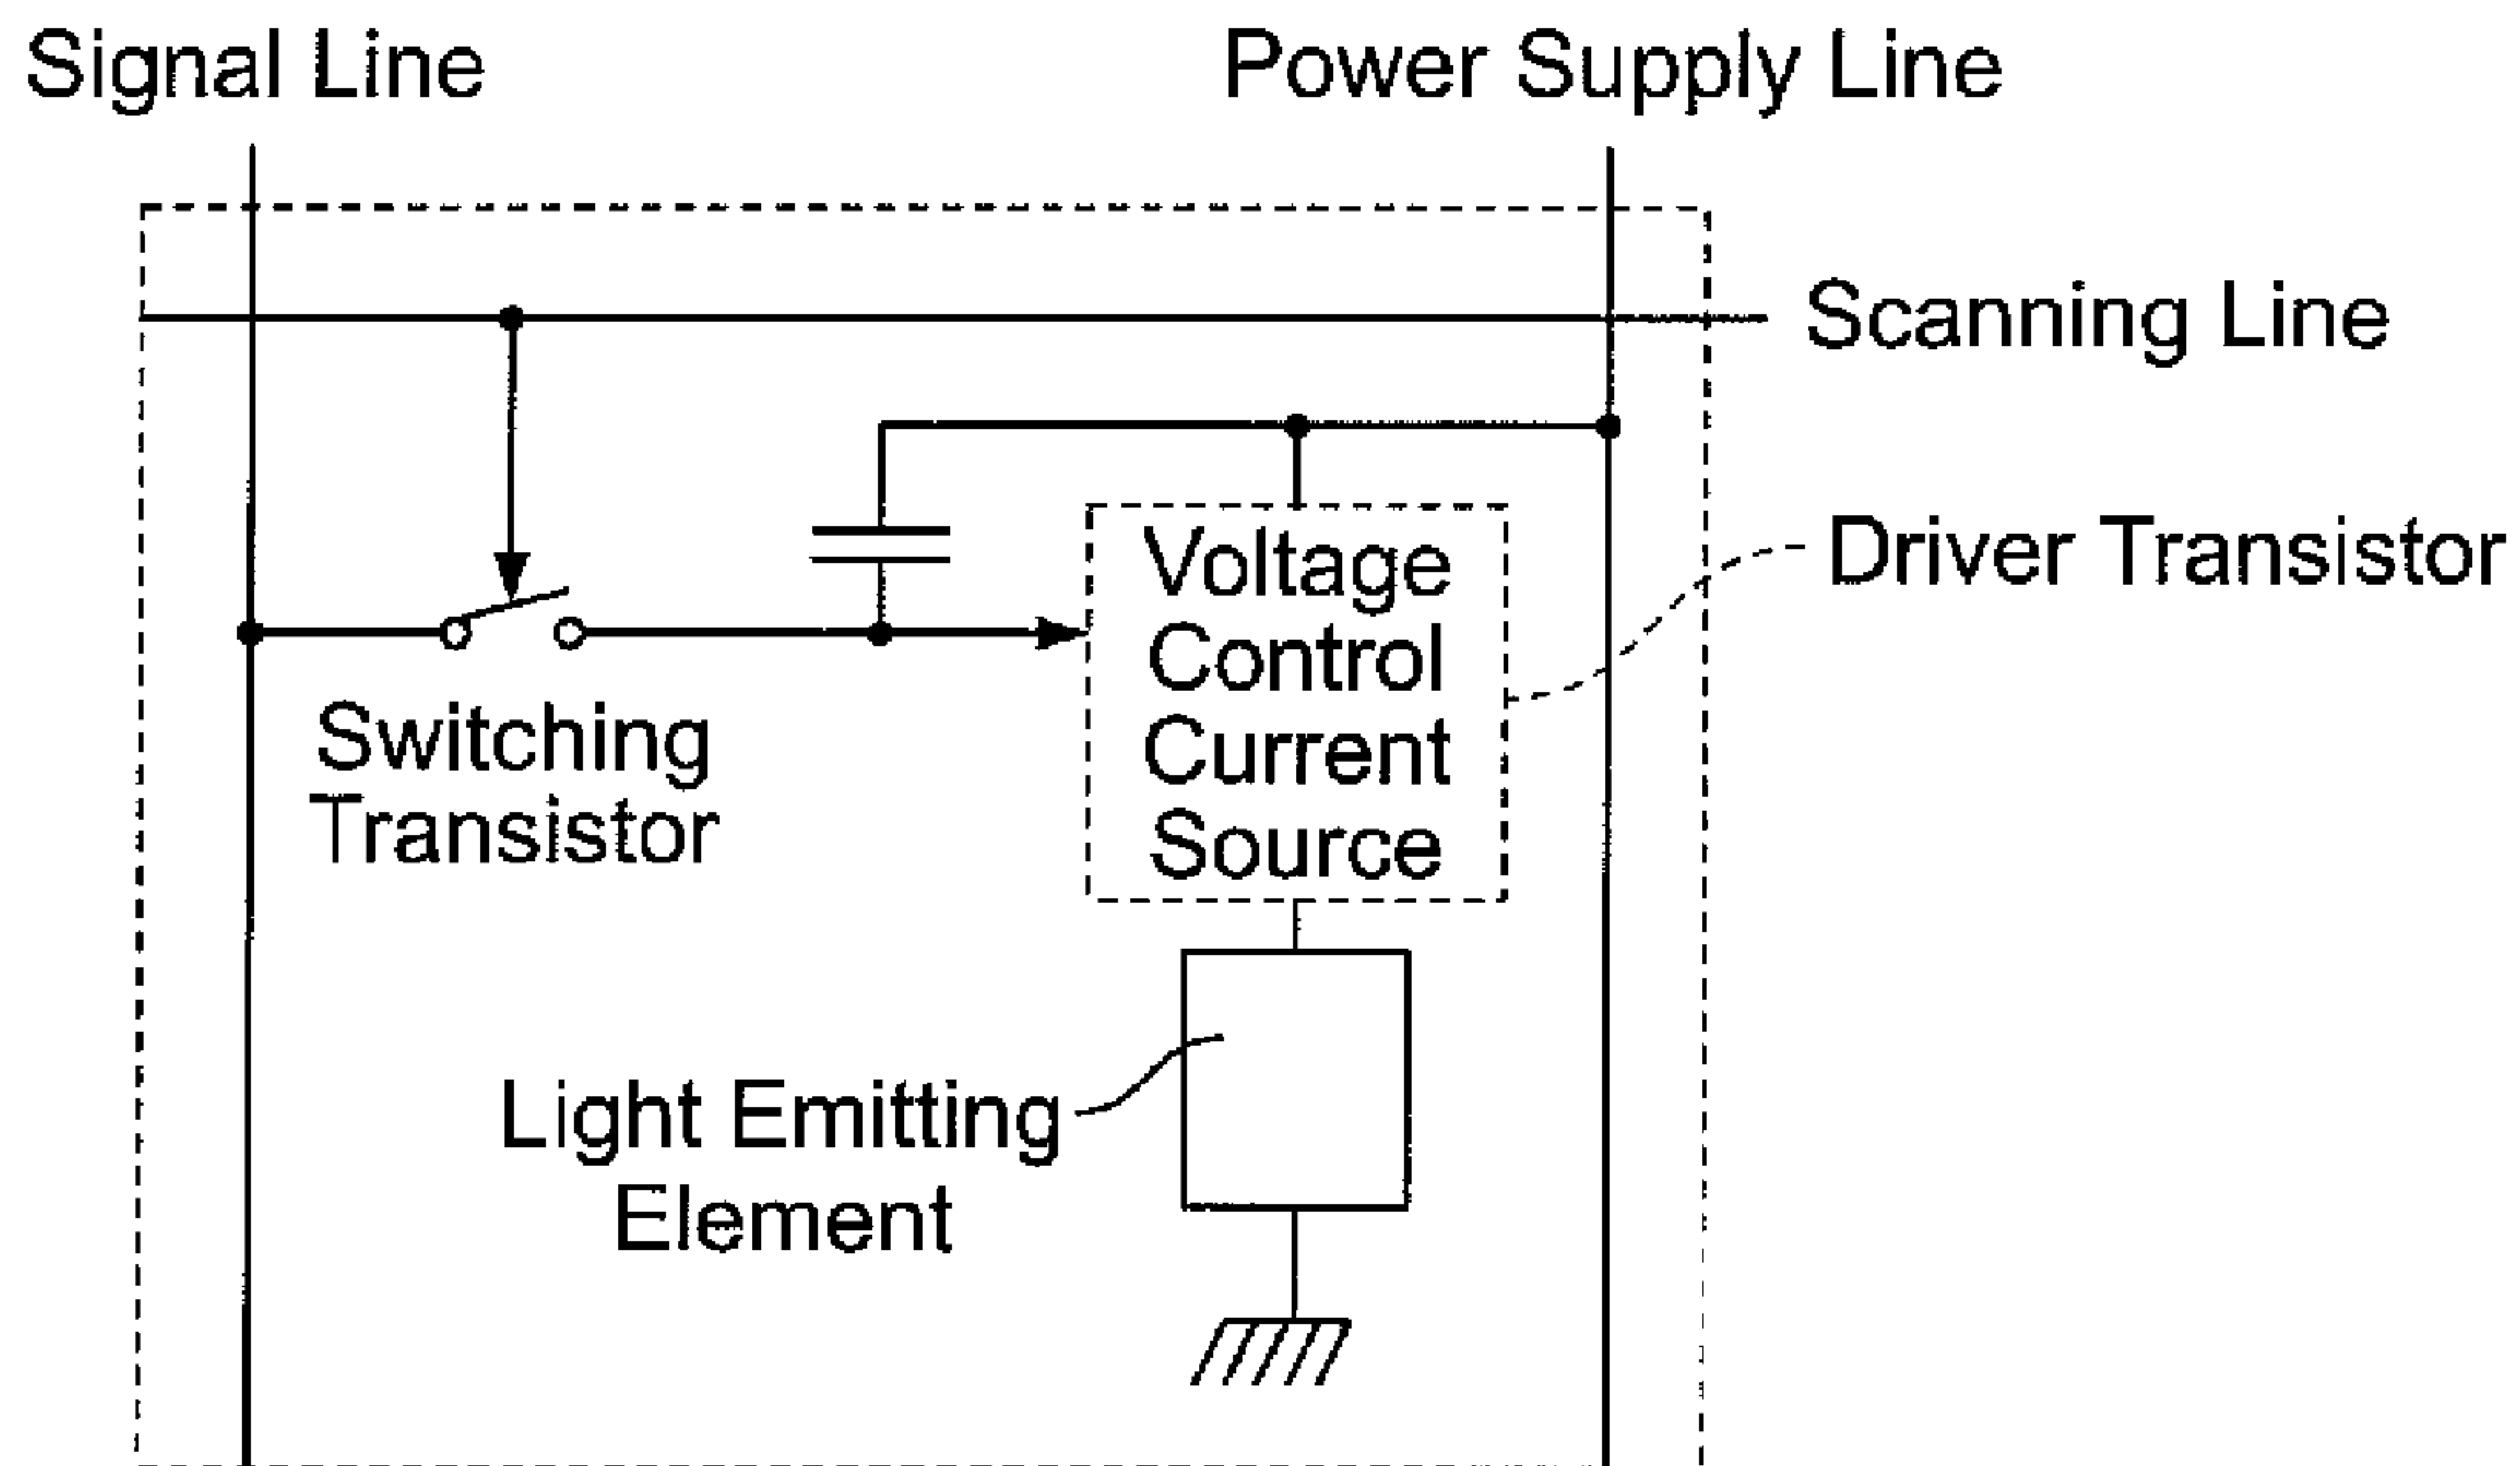 Signal Line
Power Supply Line
Scanning Line
Driver Transistor
Voltage
Control
Current
Source
Switching
Transistor
Light Emitting
Element